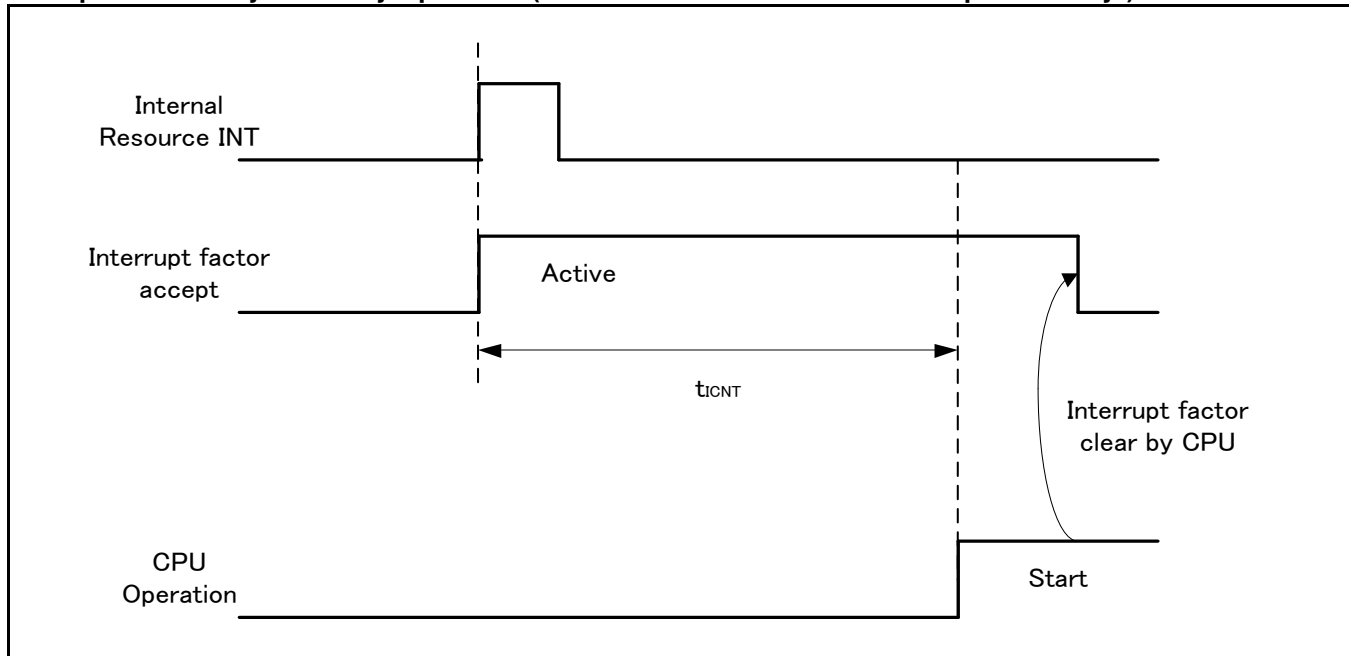 Internal
Resource INT
Interrupt factor
accept
Active
tICNT
Interrupt factor
clear by CPU
CPU
Operation
Start